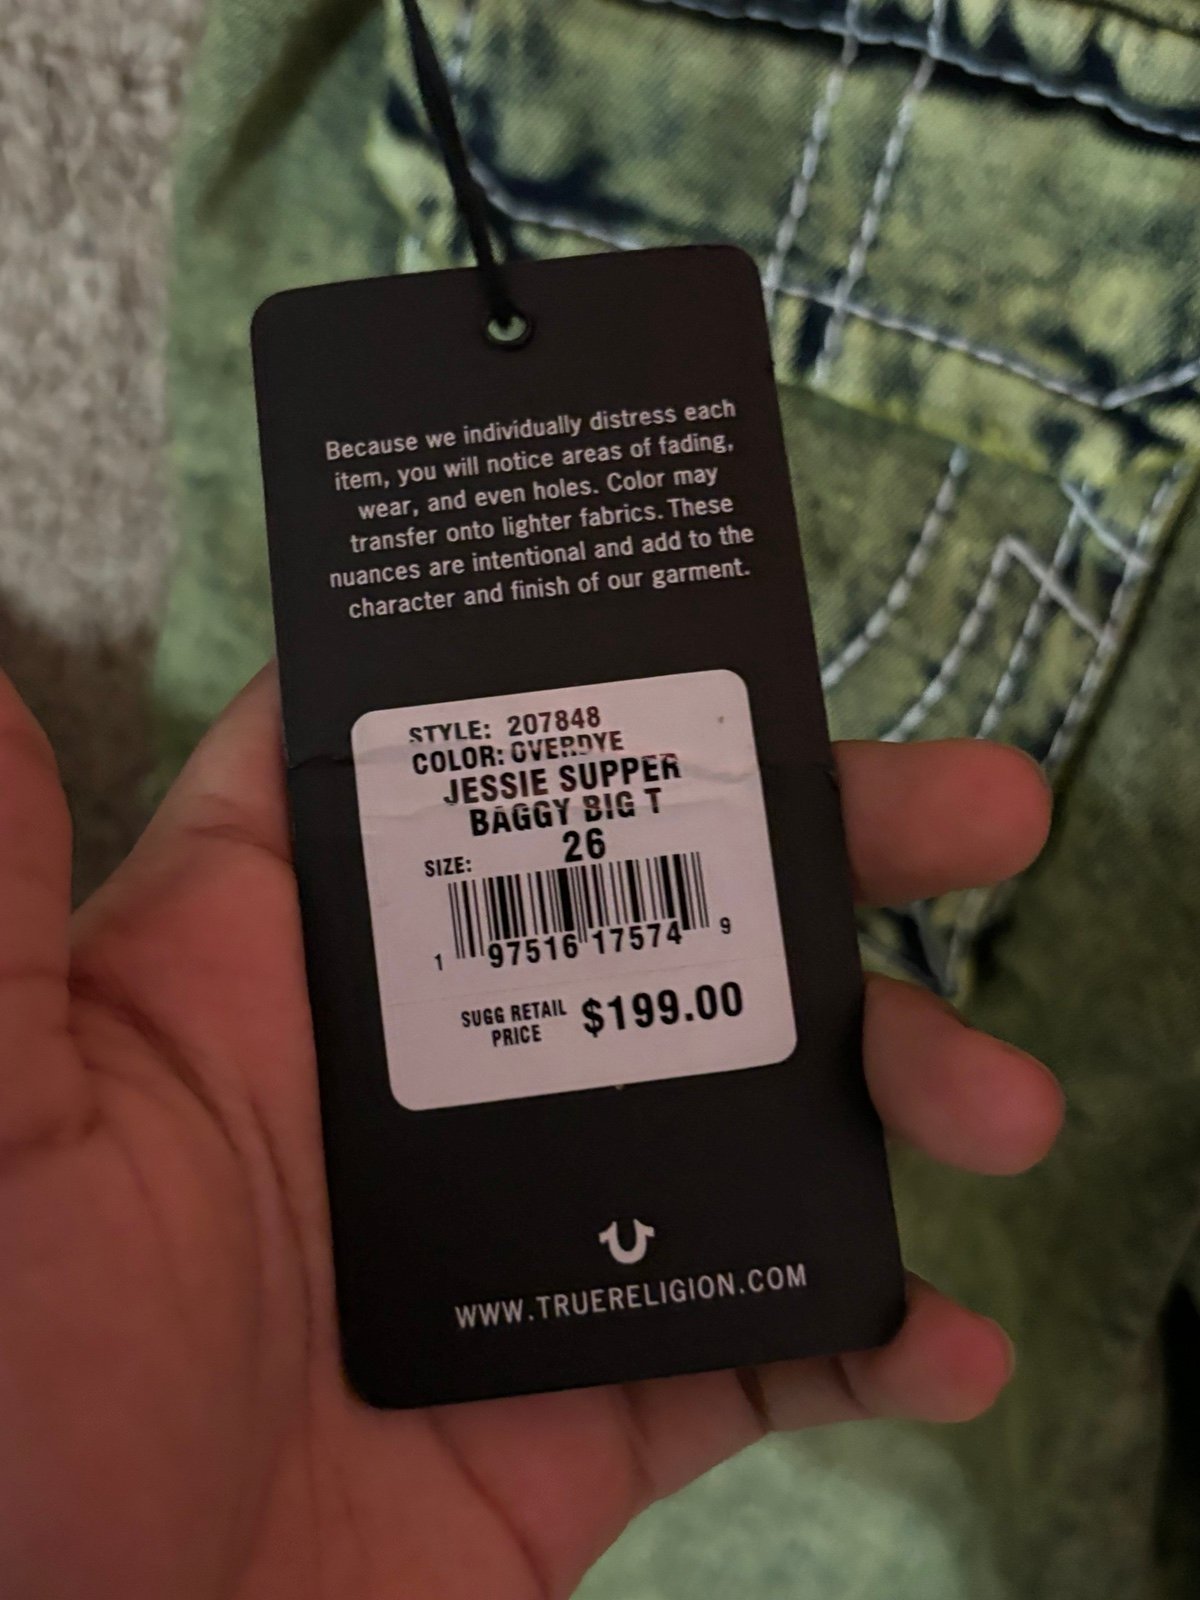 Because we individually distress each
item, you will notice areas of fading,
wear, and even holes. Color may
transfer onto lighter fabrics. These
nuances are intentional and add to the
character and finish of our garment.
STYLE: 207848
COLOR: OVERDYE
JESSIE SUPPER
BAGGY BIG T
SIZE: 26
1 97516 17574 9
SUGG RETAIL
PRICE $199.00
WWW.TRUERELIGION.COM